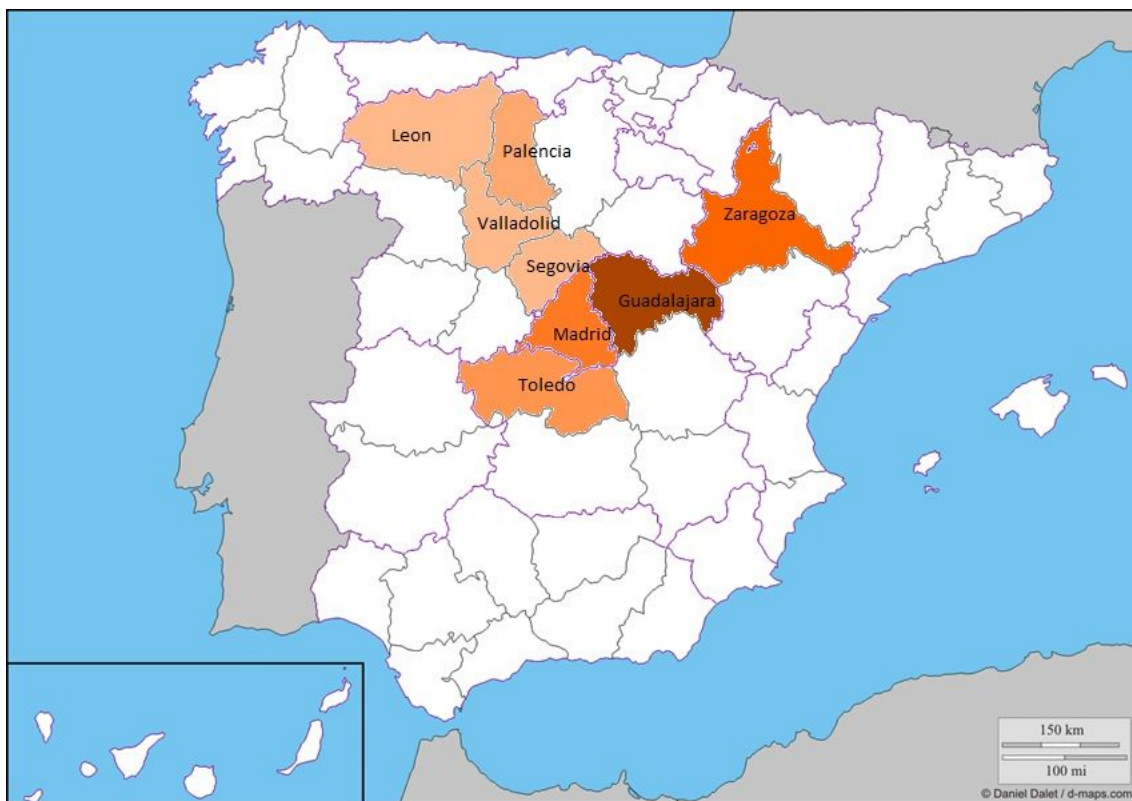 Leon
Palencia
Zaragoza
Valladolid
Segovia
Guadalajara
Madrid
Toledo
150 km
100 mi
© Daniel Dalet / d-maps.com